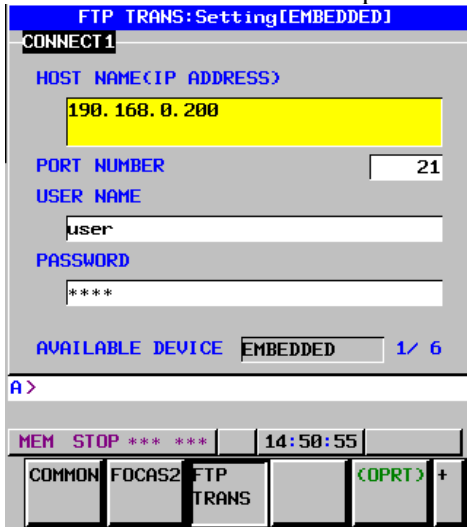 FTP TRANS:Setting[EMBEDDED]
CONNECT1
HOST NAME(IP ADDRESS)
190.168.0.200
PORT NUMBER 21
USER NAME
user
PASSWORD
****
AVAILABLE DEVICE EMBEDDED 1/ 6
A>
MEM STOP *** *** 14:50:55
COMMON FOCAS2 FTP TRANS (OPRT) +